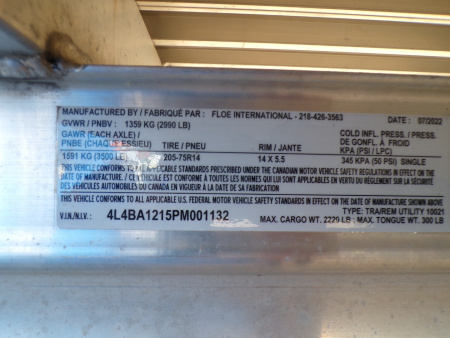 MANUFACTURED BY / FABRIQUÉ PAR : FLOE INTERNATIONAL - 218-426-3563 DATE : 07/2022
GVWR / PNBV : 1359 KG (2990 LB)
GAWR (EACH AXLE) / COLD INFL. PRESS. / PRESS.
PNBE (CHAQUE ESSIEU) TIRE / PNEU RIM / JANTE DE GONFL. À FROID
KPA (PSI / LPC)
1591 KG (3500 LB) 205-75R14 14 X 5.5 345 KPA (50 PSI) SINGLE
THIS VEHICLE CONFORMS TO ALL APPLICABLE STANDARDS PRESCRIBED UNDER THE CANADIAN MOTOR VEHICLE SAFETY REGULATIONS IN EFFECT
SÉCURITÉ DES VÉHICULES AUTOMOBILES DU CANADA EN VIGUEUR À LA DATE DE SA FABRICATION
THIS VEHICLE CONFORMS TO ALL APPLICABLE U.S. FEDERAL MOTOR VEHICLE SAFETY STANDARDS IN EFFECT ON THE DATE OF MANUFACTURE SHOWN ABOVE.
V.I.N./N.I.V.: 4L4BA1215PM001132 TYPE: TRA/REM UTILITY 10021
MAX. CARGO WT. 2229 LB : MAX. TONGUE WT. 300 LB